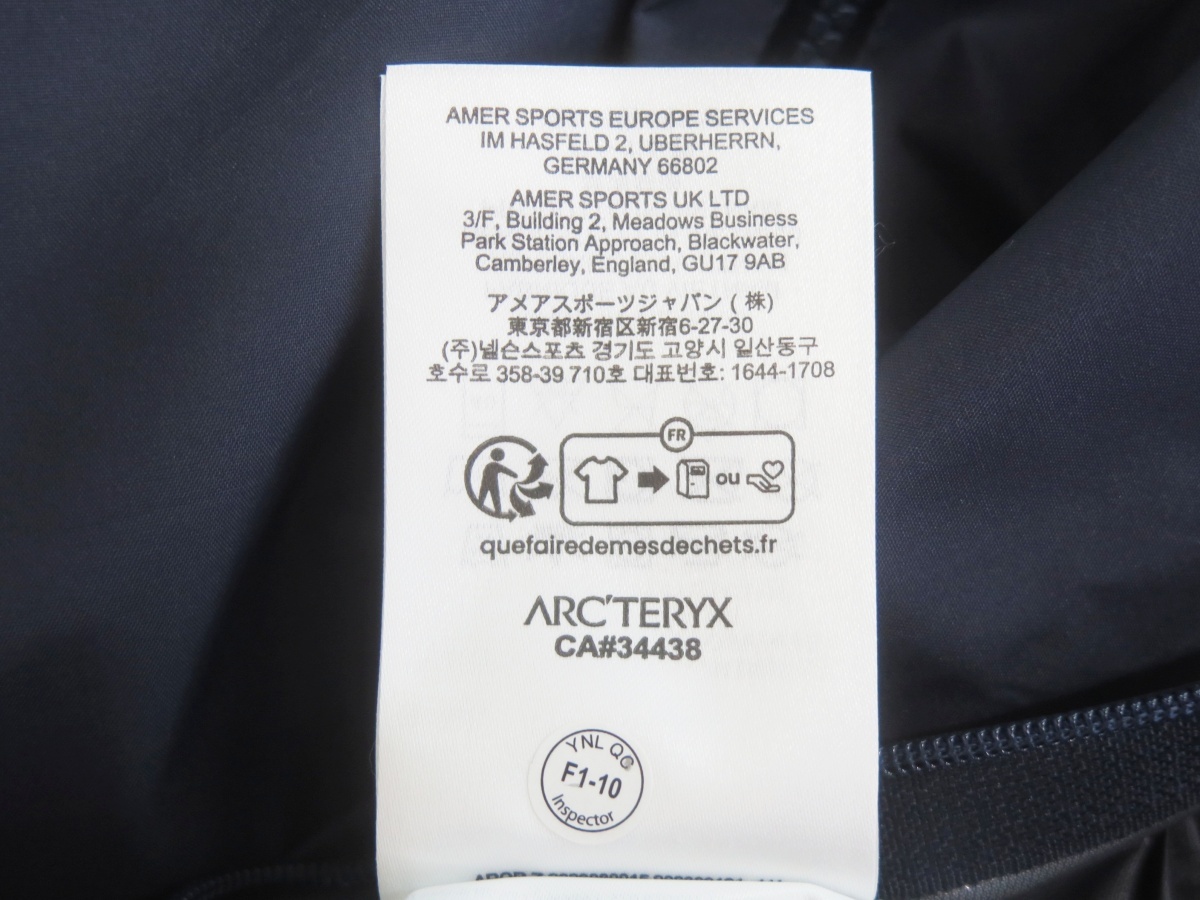 AMER SPORTS EUROPE SERVICES
IM HASFELD 2, UBERHERRN,
GERMANY 66802
AMER SPORTS UK LTD
3/F, Building 2, Meadows Business
Park Station Approach, Blackwater,
Camberley, England, GU17 9AB
アメアスポーツジャパン (株)
東京都新宿区新宿6-27-30
(주)넬슨스포츠 경기도 고양시 일산동구
호수로 358-39 710호 대표번호: 1644-1708
FR
ou
quefairedemesdechets.fr
ARC'TERYX
CA#34438
YNL QC
F1-10
Inspector